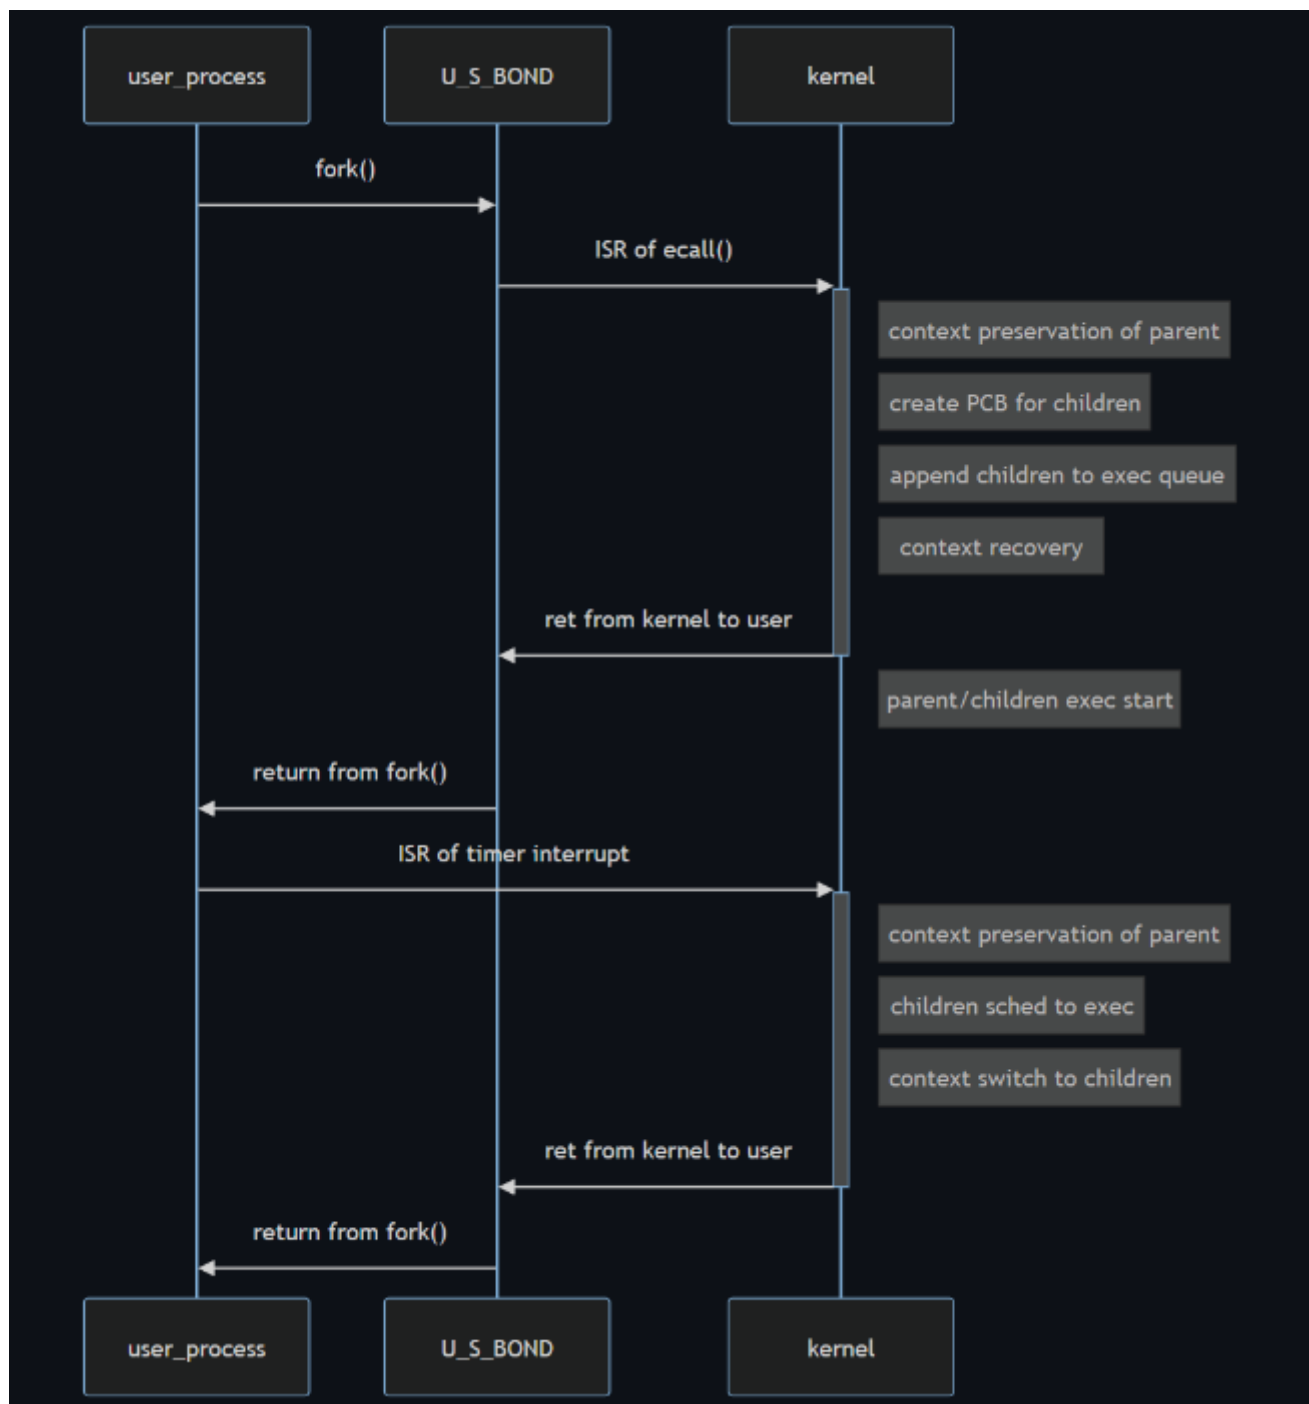 user_process
U_S_BOND
kernel
fork()
ISR of ecall()
context preservation of parent
create PCB for children
append children to exec queue
context recovery
ret from kernel to user
parent/children exec start
return from fork()
ISR of timer interrupt
context preservation of parent
children sched to exec
context switch to children
ret from kernel to user
return from fork()
user_process
U_S_BOND
kernel